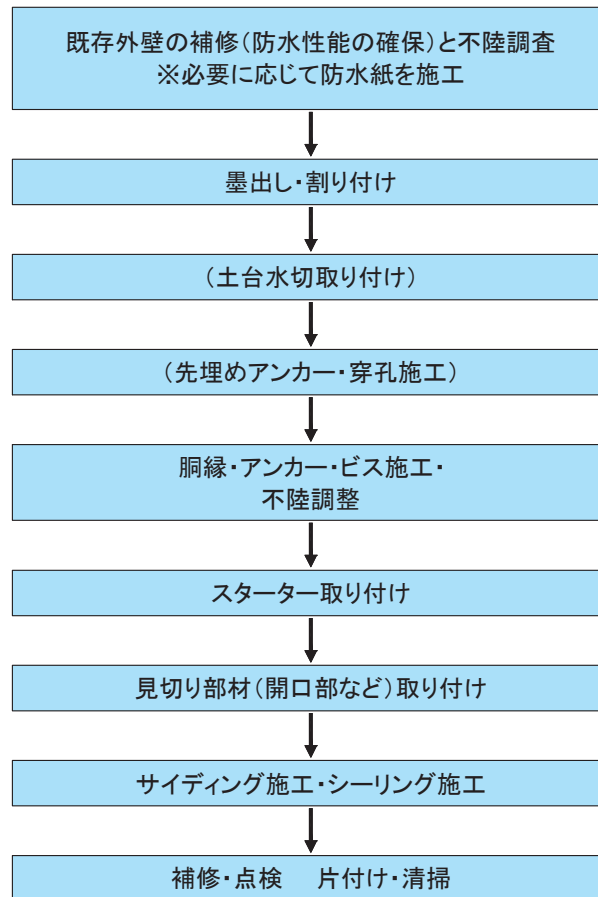 既存外壁の補修(防水性能の確保)と不陸調査
※必要に応じて防水紙を施工
墨出し・割り付け
(土台水切取り付け)
(先埋めアンカー・穿孔施工)
胴縁・アンカー・ビス施工・
不陸調整
スターター取り付け
見切り部材(開口部など)取り付け
サイディング施工・シーリング施工
補修・点検　片付け・清掃